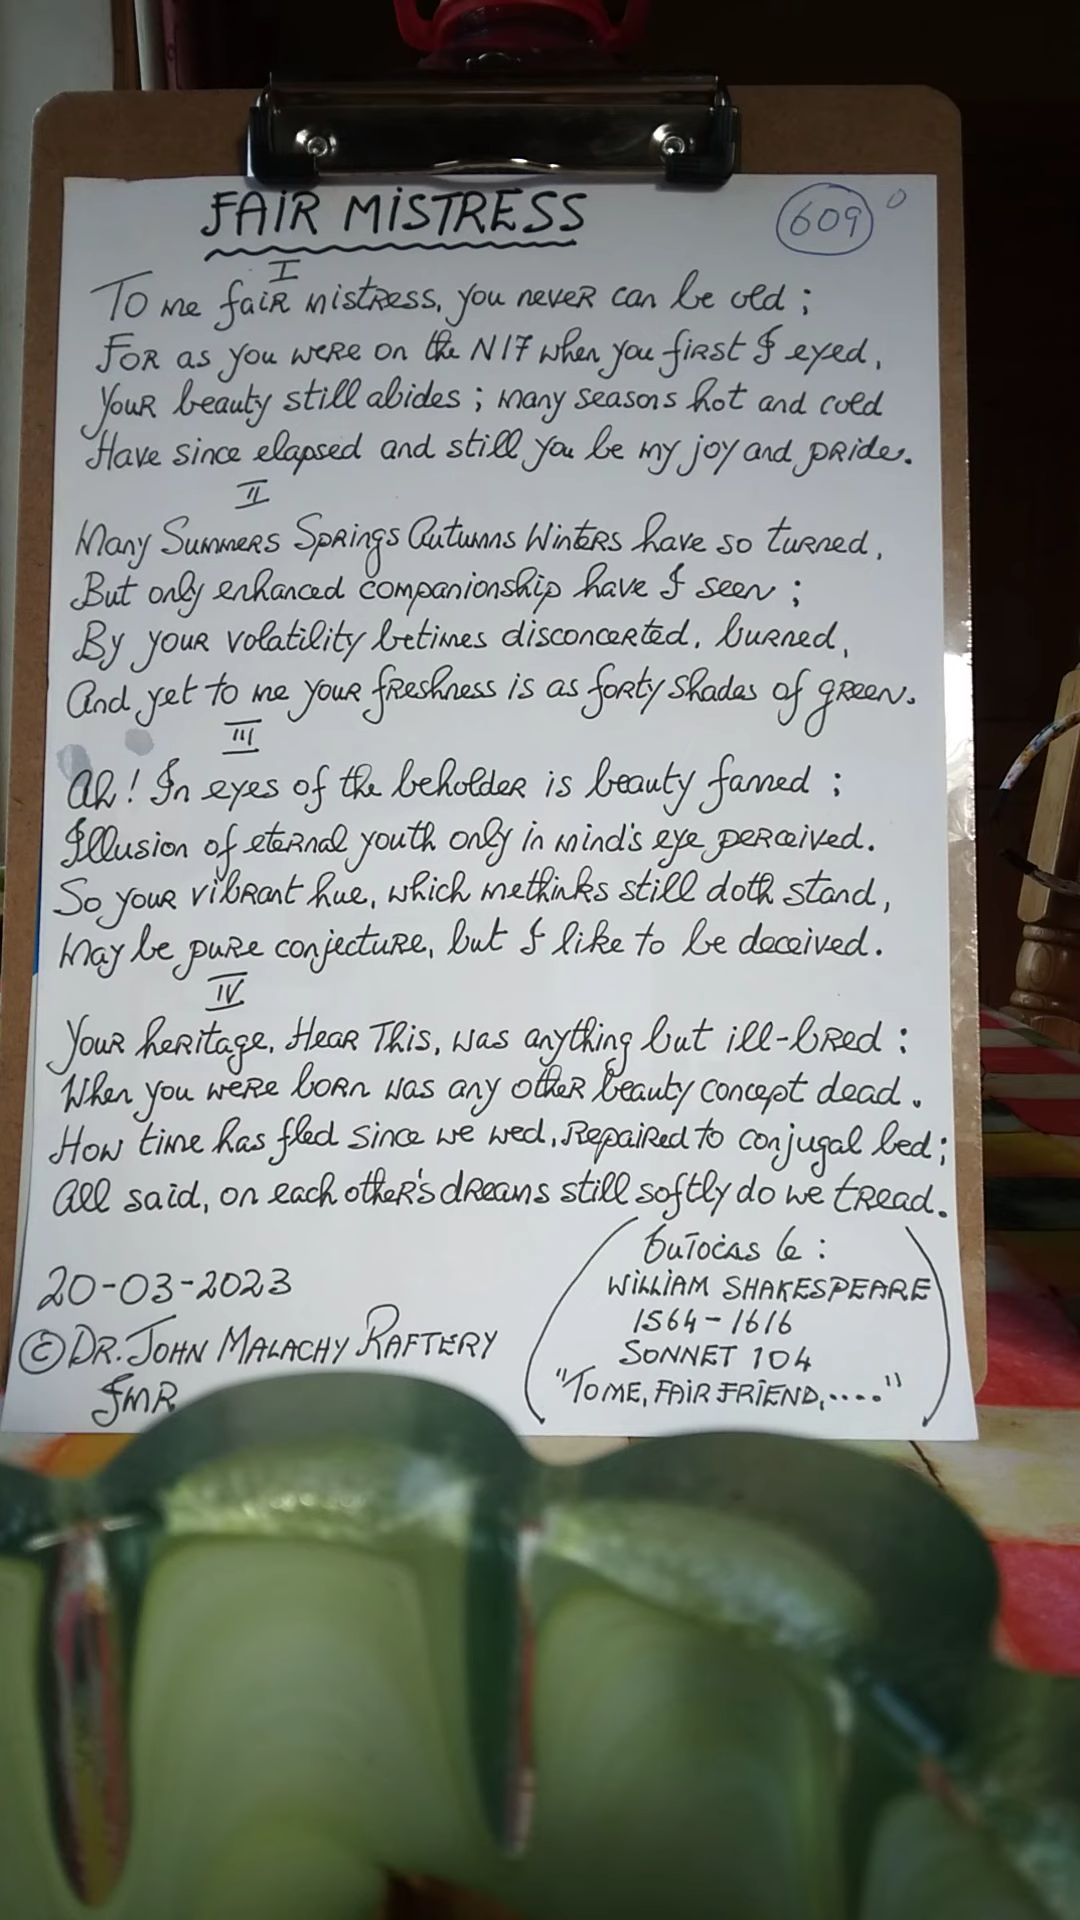 FAIR MISTRESS
609
I
To me fair mistress, you never can be old;
For as you were on the N17 when you first I eyed,
Your beauty still abides; many seasons hot and cold
Have since elapsed and still you be my joy and pride.
II
Many Summers Springs Autumns Winters have so turned,
But only enhanced companionship have I seen;
By your volatility betimes disconcerted, burned,
And yet to me your freshness is as forty shades of green.
III
Ah! In eyes of the beholder is beauty fanned;
Illusion of eternal youth only in mind's eye perceived.
So your vibrant hue, which methinks still doth stand,
May be pure conjecture, but I like to be deceived.
IV
Your heritage, Hear This, was anything but ill-bred:
When you were born was any other beauty concept dead.
How time has fled since we wed, Repaired to conjugal bed;
All said, on each other's dreams still softly do we tread.
buíocas le:
WILLIAM SHAKESPEARE
1564-1616
SONNET 104
"TO ME, FAIR FRIEND,....."
20-03-2023
© DR. JOHN MALACHY RAFTERY
JMR